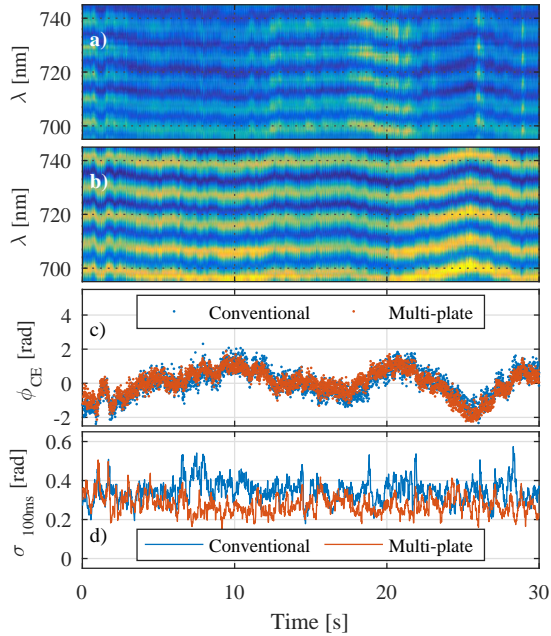 740
a)
720
λ [nm]
700
740
b)
720
λ [nm]
700
4
Conventional
Multi-plate
c)
2
ϕCE [rad]
0
-2
0.6
0.4
σ 100ms [rad]
0.2
d)
Conventional
Multi-plate
0
0
10
20
30
Time [s]